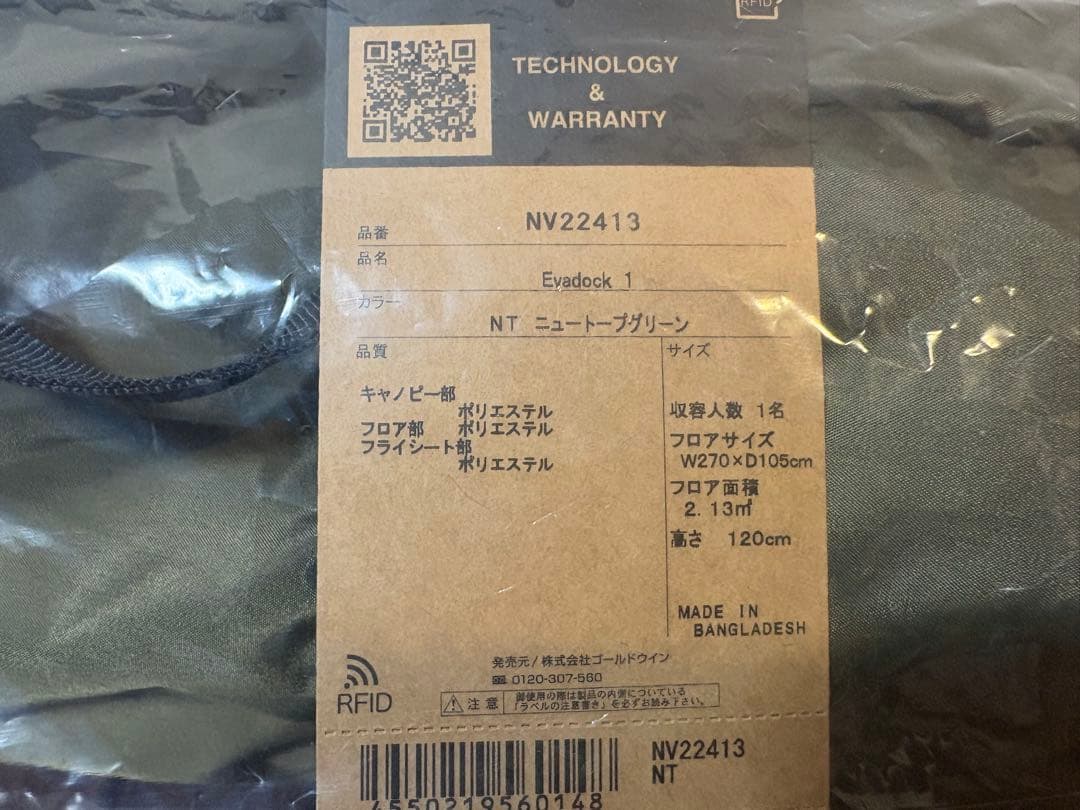 RFID
TECHNOLOGY
&
WARRANTY
品番 NV22413
品名
Evadock 1
カラー
NT ニュートープグリーン
品質
サイズ
キャノピー部
ポリエステル
フロア部 ポリエステル
フライシート部
ポリエステル
収容人数 1名
フロアサイズ
W270×D105cm
フロア面積
2.13㎡
高さ 120cm
MADE IN
BANGLADESH
発売元/株式会社ゴールドウイン
0120-307-560
RFID
注意
御使用の際は製品の内側についている
「ラベルの注意書き」を必ずお読み下さい。
NV22413
NT
4550219560148